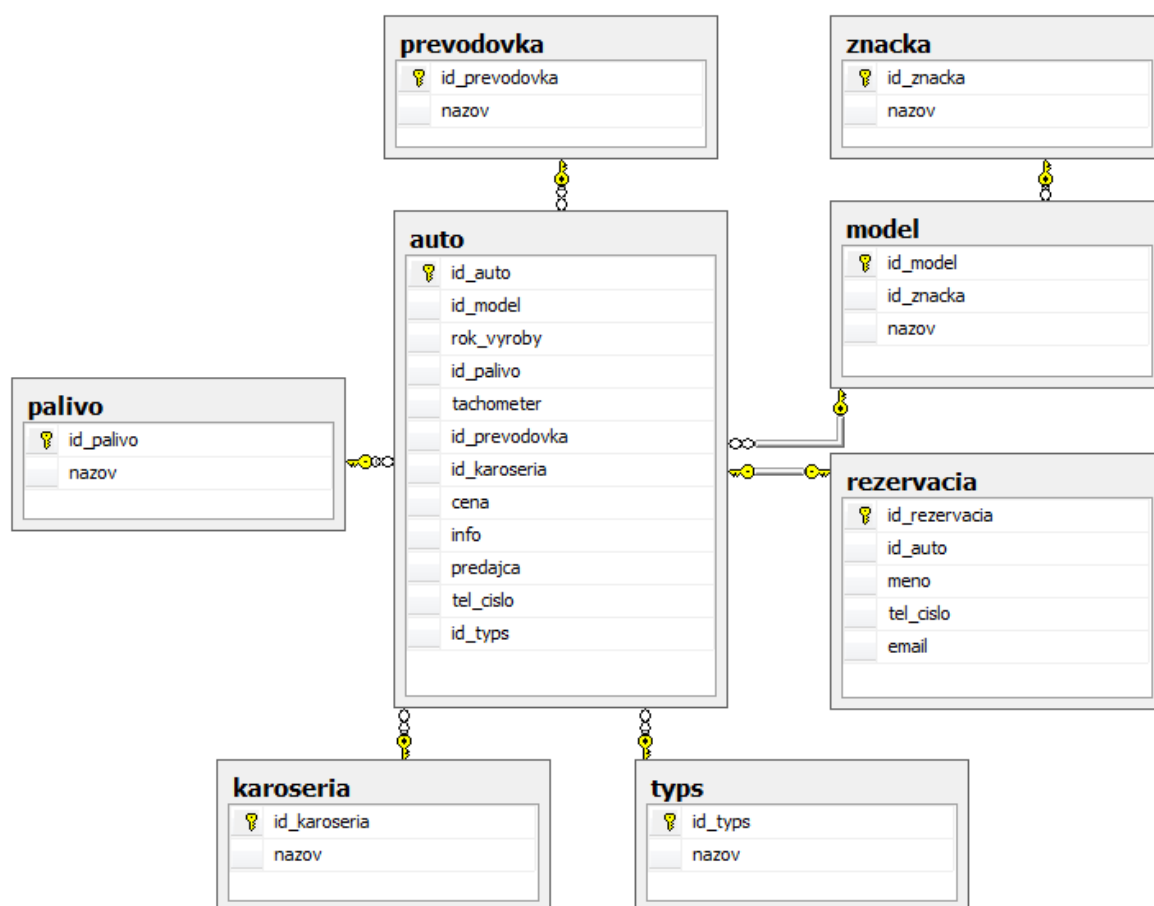 prevodovka
id_prevodovka
nazov
znacka
id_znacka
nazov
auto
id_auto
id_model
rok_vyroby
id_palivo
tachometer
id_prevodovka
id_karoseria
cena
info
predajca
tel_cislo
id_typs
model
id_model
id_znacka
nazov
palivo
id_palivo
nazov
rezervacia
id_rezervacia
id_auto
meno
tel_cislo
email
karoseria
id_karoseria
nazov
typs
id_typs
nazov